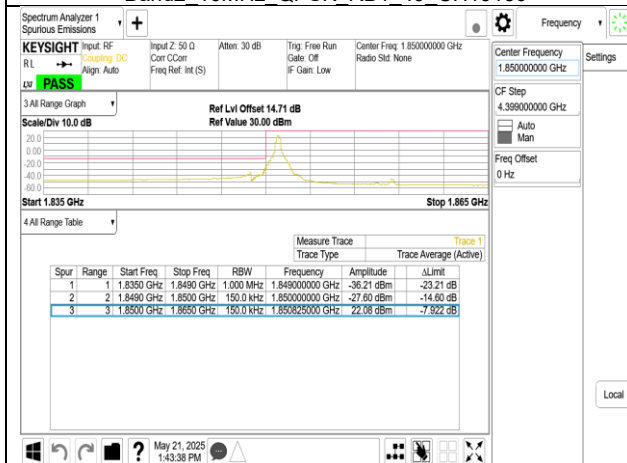 Spectrum Analyzer 1
Spurious Emissions
Frequency
KEYSIGHT Input: RF Input Z: 50 Ω Atten: 30 dB Trig: Free Run Center Freq: 1.850000000 GHz
RL Coupling: DC Corr CCorr Gate: Off Radio Std: None
Align: Auto Freq Ref: Int (S) IF Gain: Low
LXI PASS
Center Frequency
1.850000000 GHz
Settings
CF Step
4.399000000 GHz
Auto
Man
Freq Offset
0 Hz
3 All Range Graph
Ref Lvl Offset 14.71 dB
Scale/Div 10.0 dB Ref Value 30.00 dBm
20.0
0.00
-20.0
-40.0
-60.0
Start 1.835 GHz Stop 1.865 GHz
4 All Range Table
Measure Trace Trace 1
Trace Type Trace Average (Active)
Spur Range Start Freq Stop Freq RBW Frequency Amplitude ΔLimit
1 1 1.8350 GHz 1.8490 GHz 1.000 MHz 1.849000000 GHz -36.21 dBm -23.21 dB
2 2 1.8490 GHz 1.8500 GHz 150.0 kHz 1.850000000 GHz -27.60 dBm -14.60 dB
3 3 1.8500 GHz 1.8650 GHz 150.0 kHz 1.850825000 GHz 22.08 dBm -7.922 dB
Local
May 21, 2025
1:43:38 PM